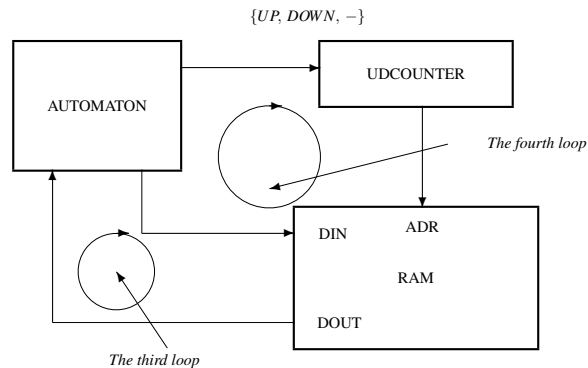 {UP, DOWN, −}
AUTOMATON
UDCOUNTER
The fourth loop
DIN
ADR
RAM
DOUT
The third loop